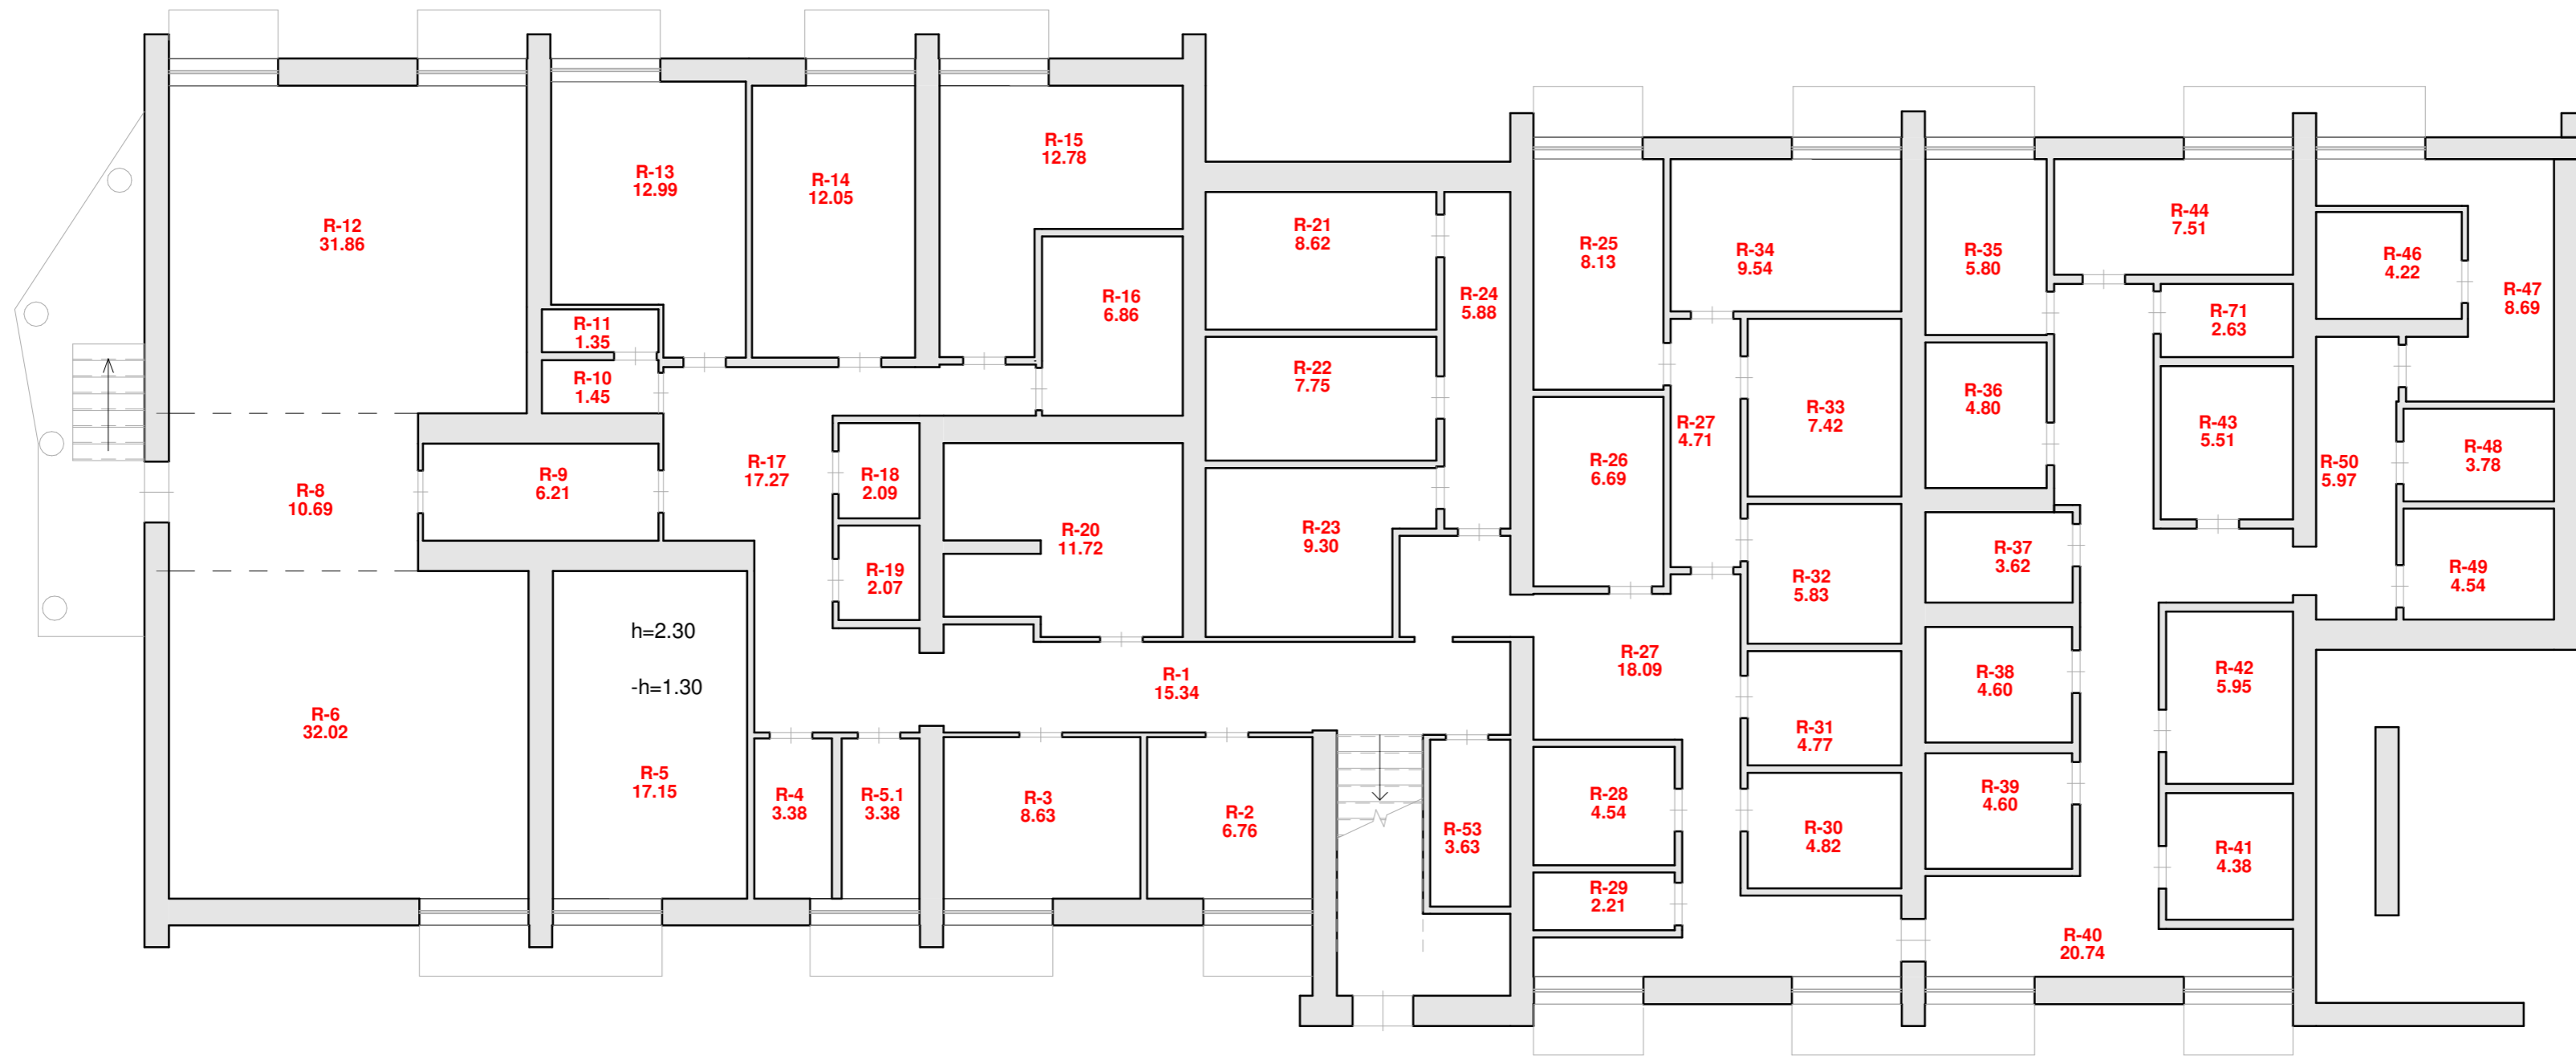 R-15
12.78
R-13
12.99
R-14
12.05
R-12
31.86
R-21
8.62
R-25
8.13
R-34
9.54
R-35
5.80
R-44
7.51
R-46
4.22
R-47
8.69
R-16
6.86
R-24
5.88
R-11
1.35
R-71
2.63
R-10
1.45
R-22
7.75
R-36
4.80
R-33
7.42
R-27
4.71
R-43
5.51
R-48
3.78
R-50
5.97
R-26
6.69
R-17
17.27
R-18
2.09
R-9
6.21
R-8
10.69
R-20
11.72
R-23
9.30
R-37
3.62
R-19
2.07
R-32
5.83
R-49
4.54
h=2.30
-h=1.30
R-27
18.09
R-1
15.34
R-38
4.60
R-42
5.95
R-6
32.02
R-31
4.77
R-5
17.15
R-4
3.38
R-5.1
3.38
R-3
8.63
R-2
6.76
R-53
3.63
R-28
4.54
R-39
4.60
R-30
4.82
R-41
4.38
R-29
2.21
R-40
20.74